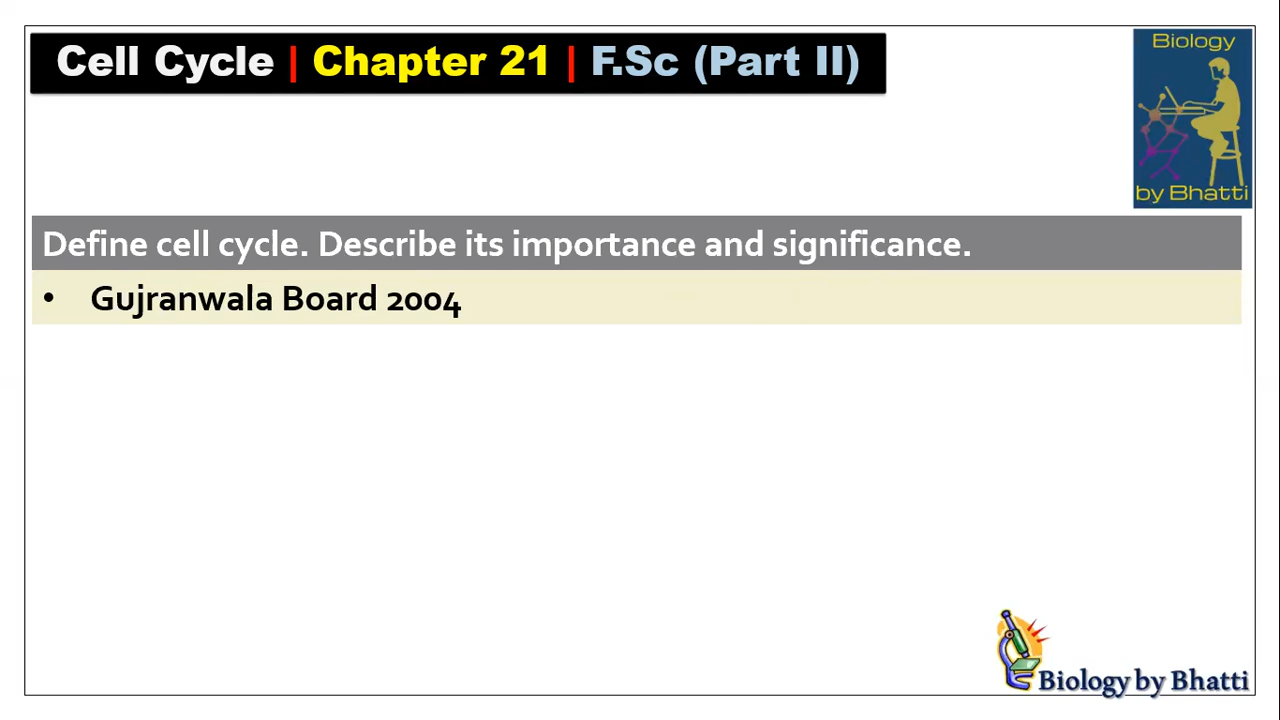 Cell Cycle | Chapter 21 | F.Sc (Part II)
Biology
by Bhatti
Define cell cycle. Describe its importance and significance.
• Gujranwala Board 2004
Biology by Bhatti